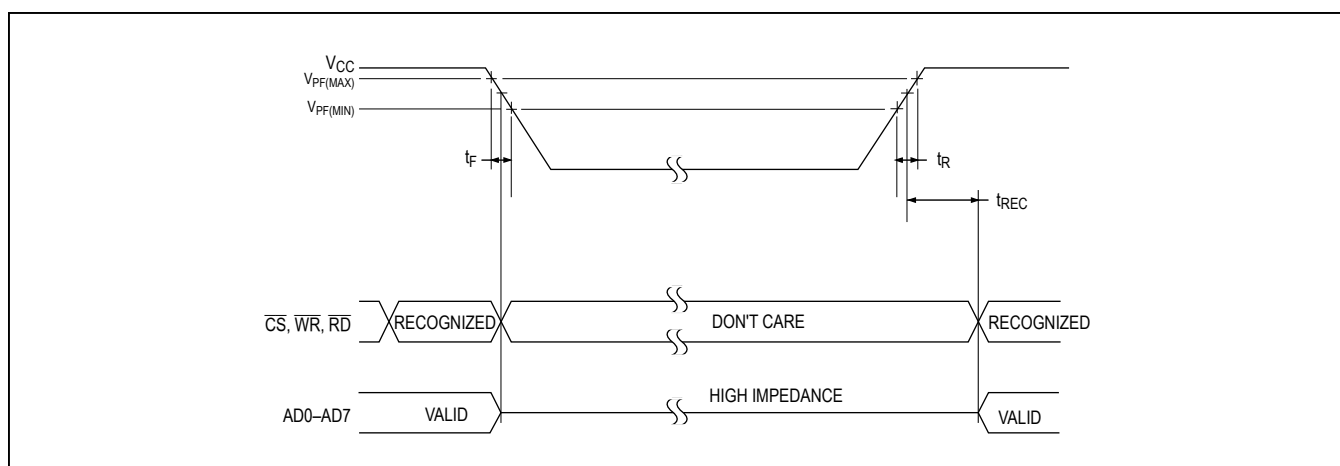 VCC
VPF(MAX)
VPF(MIN)
tF
tR
tREC
CS, WR, RD
RECOGNIZED
DON'T CARE
RECOGNIZED
HIGH IMPEDANCE
AD0–AD7
VALID
VALID